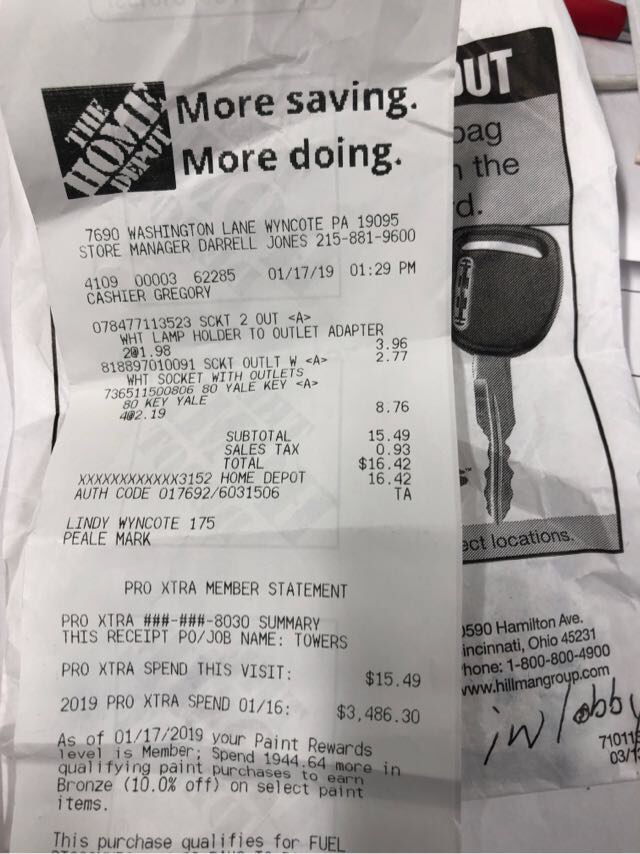 THE
HOME
DEPOT
More saving.
More doing.
7690 WASHINGTON LANE WYNCOTE PA 19095
STORE MANAGER DARRELL JONES 215-881-9600
4109 00003 62285 01/17/19 01:29 PM
CASHIER GREGORY
078477113523 SCKT 2 OUT <A>
WHT LAMP HOLDER TO OUTLET ADAPTER
2@1.98 3.96
818897010091 SCKT OUTLT W <A> 2.77
WHT SOCKET WITH OUTLETS
736511500806 80 YALE KEY <A>
80 KEY YALE
4@2.19 8.76
SUBTOTAL 15.49
SALES TAX 0.93
TOTAL $16.42
XXXXXXXXXXXX3152 HOME DEPOT 16.42
AUTH CODE 017692/6031506 TA
LINDY WYNCOTE 175
PEALE MARK
PRO XTRA MEMBER STATEMENT
PRO XTRA ###-###-8030 SUMMARY
THIS RECEIPT PO/JOB NAME: TOWERS
PRO XTRA SPEND THIS VISIT: $15.49
2019 PRO XTRA SPEND 01/16: $3,486.30
As of 01/17/2019 your Paint Rewards
level is Member; Spend 1944.64 more in
qualifying paint purchases to earn
Bronze (10.0% off) on select paint
items.
This purchase qualifies for FUEL
OUT
bag
the
d.
ect locations.
0590 Hamilton Ave.
incinnati, Ohio 45231
hone: 1-800-800-4900
www.hillmangroup.com
iw lobby
71011
03/1